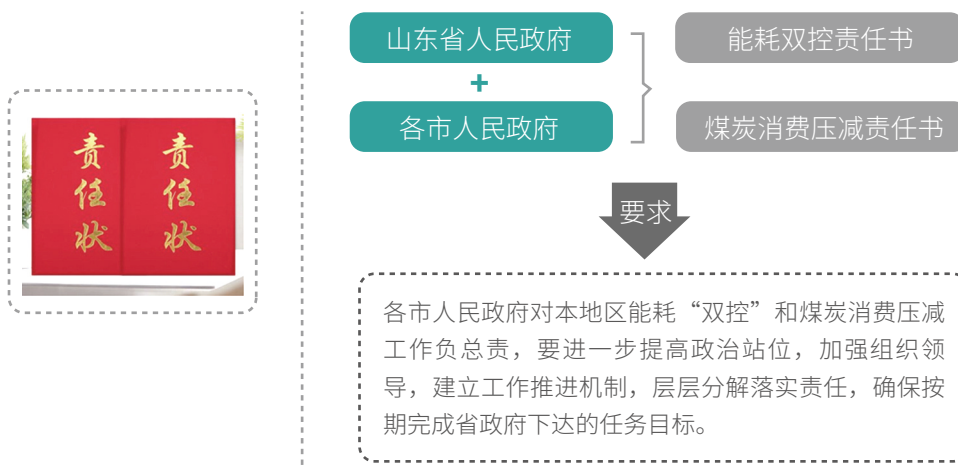 责任状
责任状
山东省人民政府
+
各市人民政府
能耗双控责任书
煤炭消费压减责任书
要求
各市人民政府对本地区能耗“双控”和煤炭消费压减
工作负总责，要进一步提高政治站位，加强组织领
导，建立工作推进机制，层层分解落实责任，确保按
期完成省政府下达的任务目标。